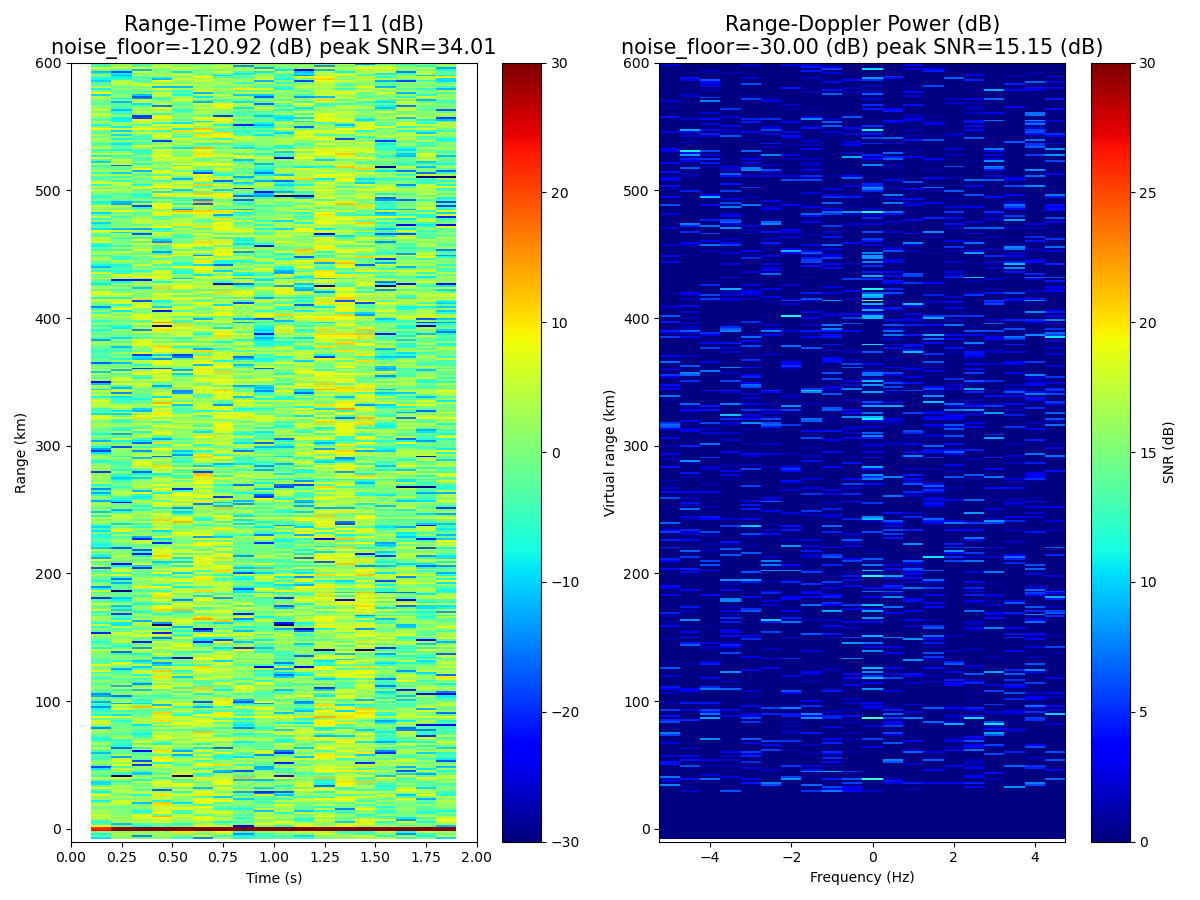 Range-Time Power f=11 (dB)
noise_floor=-120.92 (dB) peak SNR=34.01
600
500
400
300
200
100
0
Range (km)
0.00 0.25 0.50 0.75 1.00 1.25 1.50 1.75 2.00
Time (s)
30
20
10
0
−10
−20
−30
Range-Doppler Power (dB)
noise_floor=-30.00 (dB) peak SNR=15.15 (dB)
600
500
400
300
200
100
0
Virtual range (km)
−4 −2 0 2 4
Frequency (Hz)
30
25
20
15
10
5
0
SNR (dB)